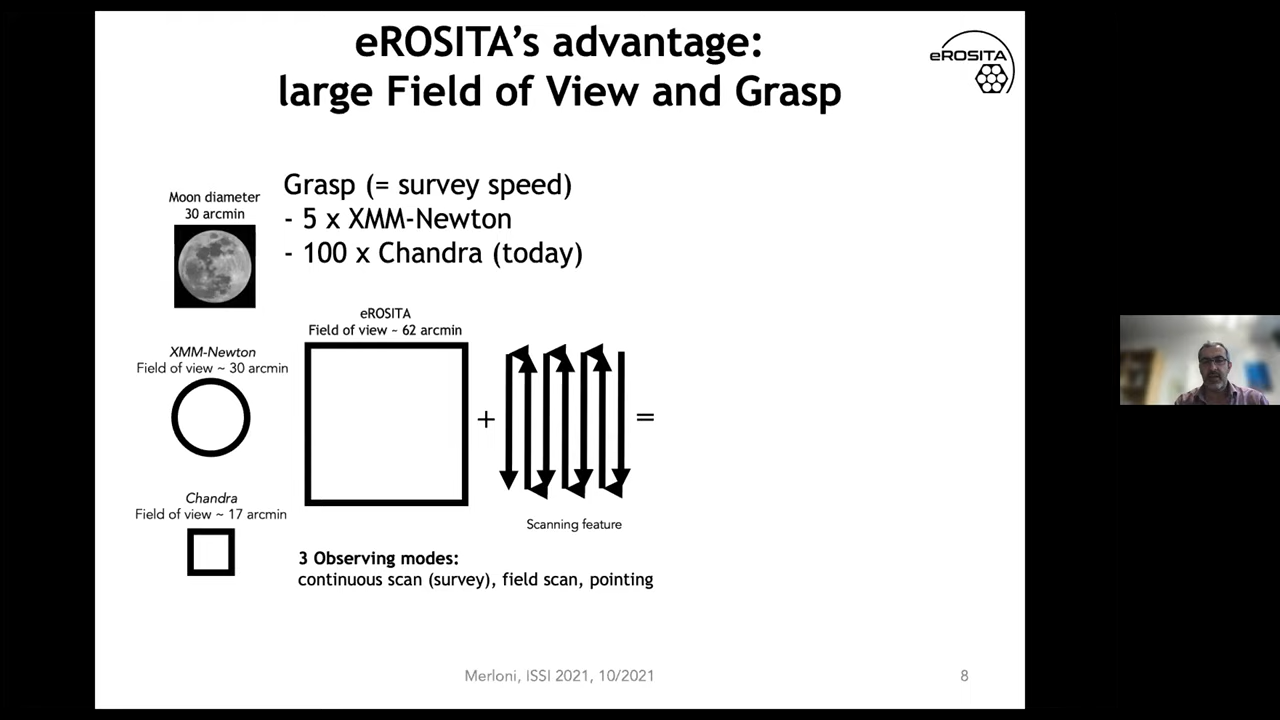 eROSITA's advantage:
large Field of View and Grasp
eROSITA
Grasp (= survey speed)
- 5 x XMM-Newton
- 100 x Chandra (today)
Moon diameter
30 arcmin
eROSITA
Field of view ~ 62 arcmin
XMM-Newton
Field of view ~ 30 arcmin
+
=
Chandra
Field of view ~ 17 arcmin
Scanning feature
3 Observing modes:
continuous scan (survey), field scan, pointing
Merloni, ISSI 2021, 10/2021
8